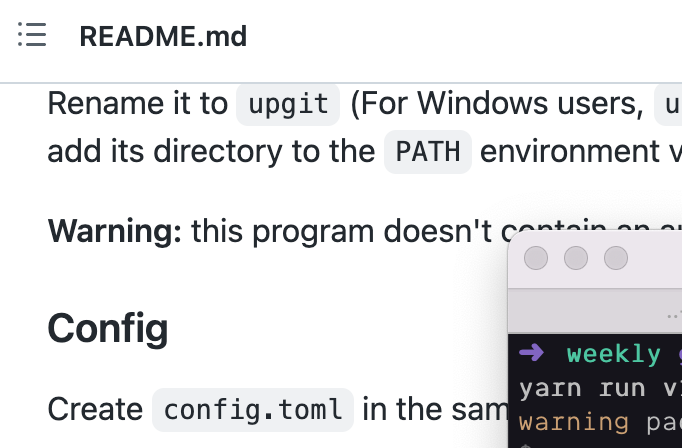 README.md
Rename it to upgit (For Windows users,
add its directory to the PATH environment
Warning: this program doesn't contain an
Config
Create config.toml in the sam
➜ weekly
yarn run v
warning pa